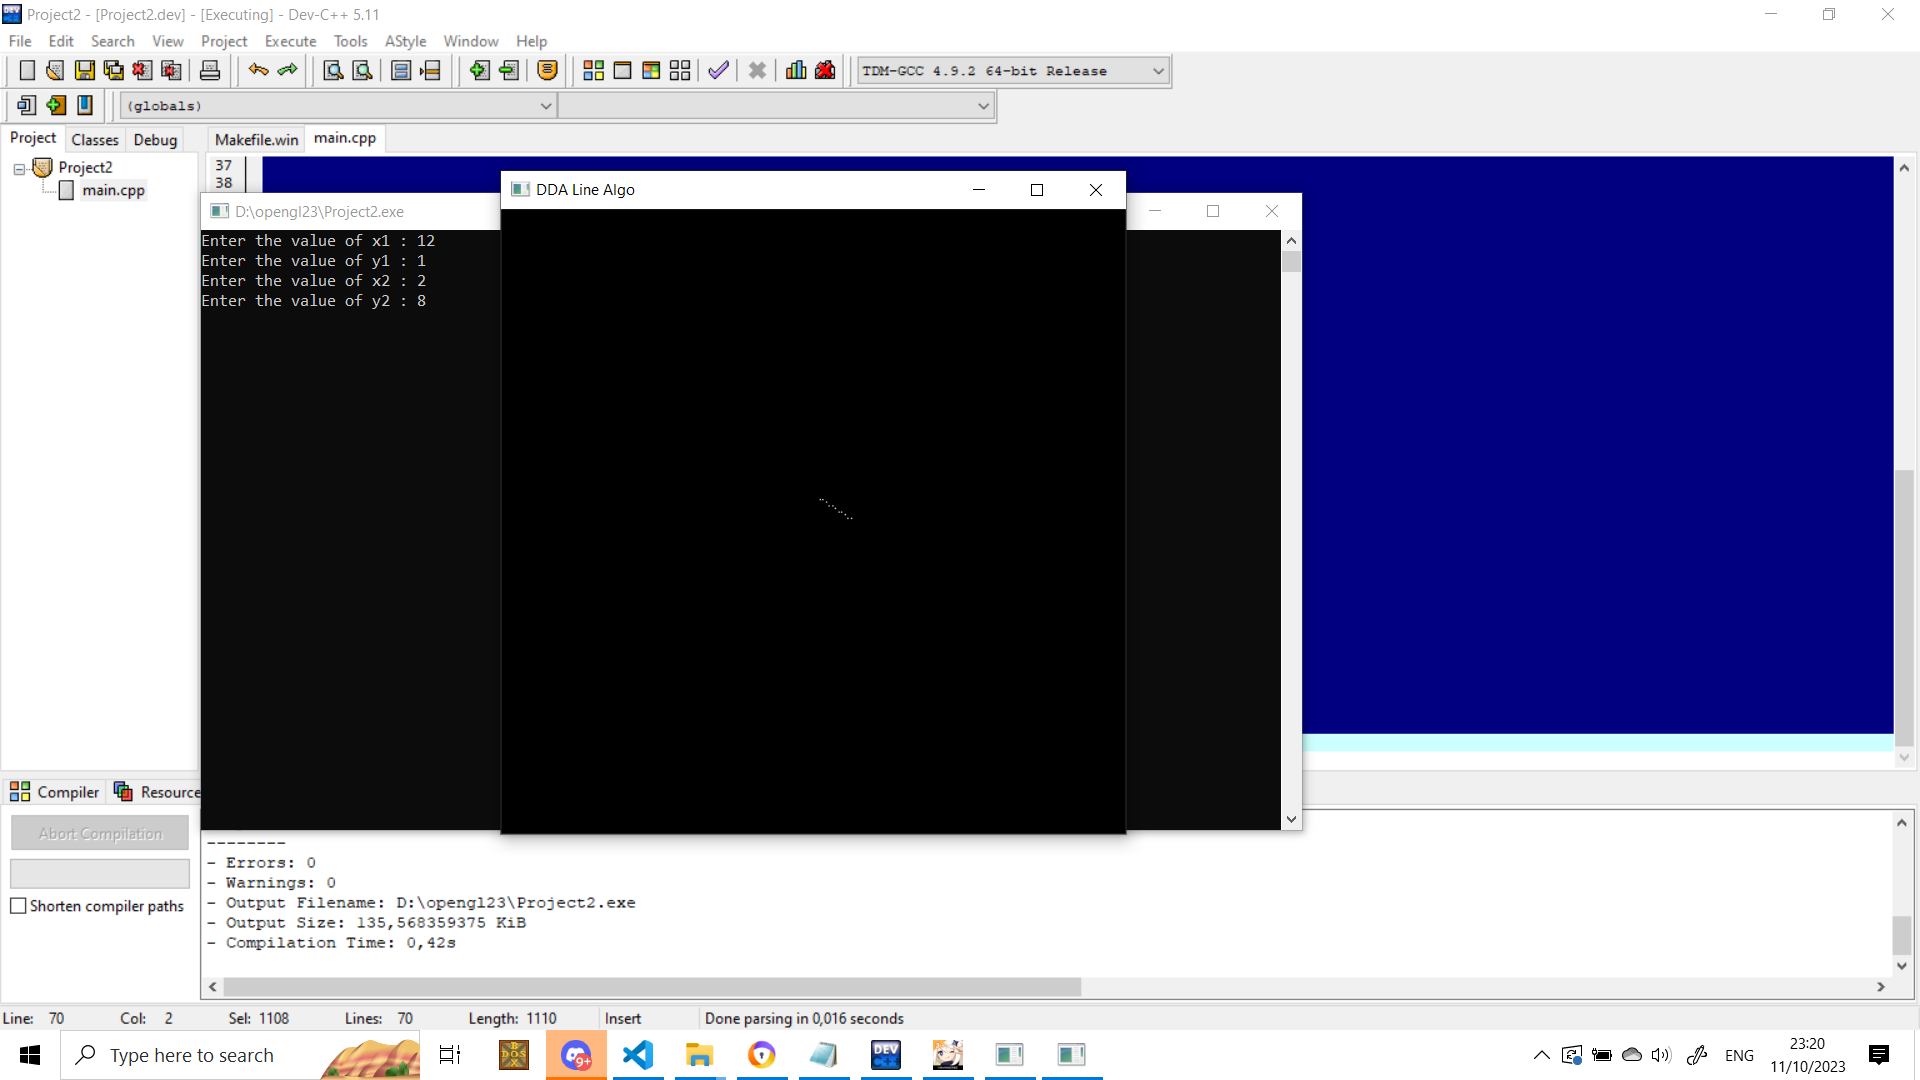 Project2 - [Project2.dev] - [Executing] - Dev-C++ 5.11
File Edit Search View Project Execute Tools AStyle Window Help
TDM-GCC 4.9.2 64-bit Release
(globals)
Project Classes Debug Makefile.win main.cpp
Project2
main.cpp
37
38
DDA Line Algo
D:\opengl23\Project2.exe
Enter the value of x1 : 12
Enter the value of y1 : 1
Enter the value of x2 : 2
Enter the value of y2 : 8
Compiler Resource
Abort Compilation
Shorten compiler paths
--------
- Errors: 0
- Warnings: 0
- Output Filename: D:\opengl23\Project2.exe
- Output Size: 135,568359375 KiB
- Compilation Time: 0,42s
Line: 70 Col: 2 Sel: 1108 Lines: 70 Length: 1110 Insert Done parsing in 0,016 seconds
Type here to search
DOS
9+
DEV C++
ENG
23:20
11/10/2023